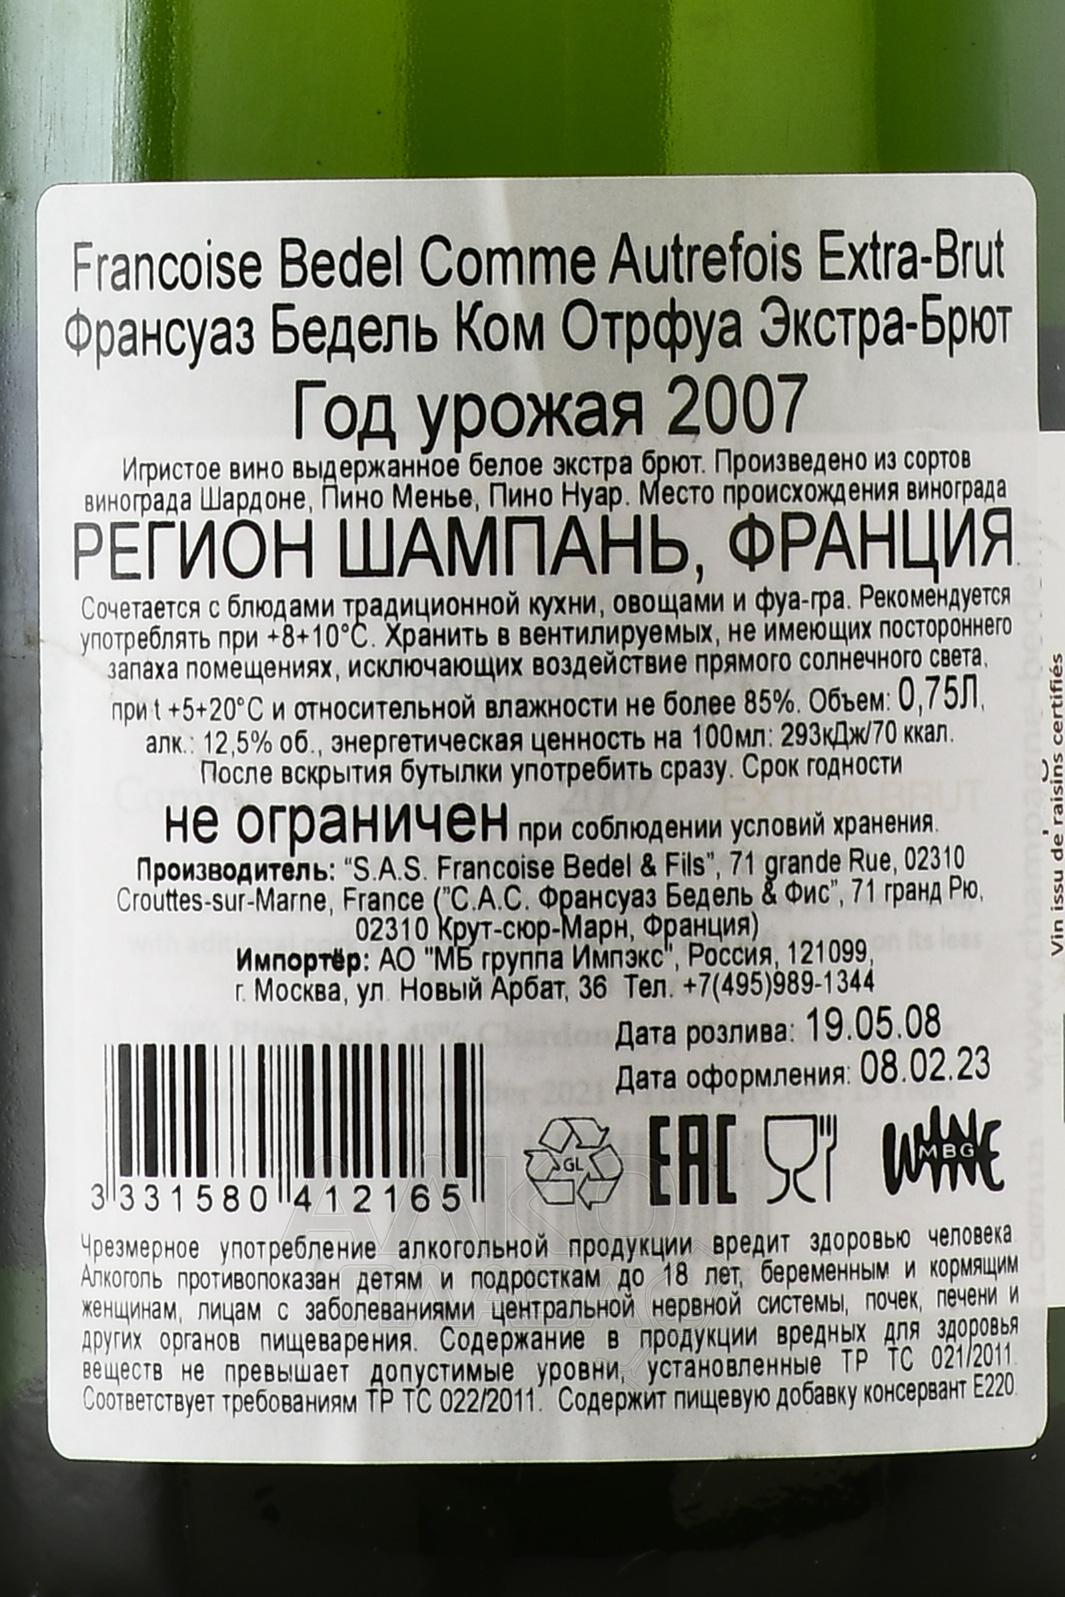 Francoise Bedel Comme Autrefois Extra-Brut
Франсуаз Бедель Ком Отрфуа Экстра-Брют
Год урожая 2007
Игристое вино выдержанное белое экстра брют. Произведено из сортов
винограда Шардоне, Пино Менье, Пино Нуар. Место происхождения винограда
РЕГИОН ШАМПАНЬ, ФРАНЦИЯ.
Сочетается с блюдами традиционной кухни, овощами и фуа-гра. Рекомендуется
употреблять при +8+10°С. Хранить в вентилируемых, не имеющих постороннего
запаха помещениях, исключающих воздействие прямого солнечного света,
при t +5+20°С и относительной влажности не более 85%. Объем: 0,75Л,
алк.: 12,5% об., энергетическая ценность на 100мл: 293кДж/70 ккал.
После вскрытия бутылки употребить сразу. Срок годности
не ограничен при соблюдении условий хранения.
Производитель: “S.A.S. Francoise Bedel & Fils”, 71 grande Rue, 02310
Crouttes-sur-Marne, France (“С.А.С. Франсуаз Бедель & Фис”, 71 гранд Рю,
02310 Крут-сюр-Марн, Франция)
Импортёр: АО "МБ группа Импэкс", Россия, 121099,
г. Москва, ул. Новый Арбат, 36 Тел. +7(495)989-1344
Дата розлива: 19.05.08
Дата оформления: 08.02.23
3 331580 412165
GL
EAC
WINE
MBG
Чрезмерное употребление алкогольной продукции вредит здоровью человека
Алкоголь противопоказан детям и подросткам до 18 лет, беременным и кормящим
женщинам, лицам с заболеваниями центральной нервной системы, почек, печени и
других органов пищеварения. Содержание в продукции вредных для здоровья
веществ не превышает допустимые уровни, установленные ТР ТС 021/2011.
Соответствует требованиям ТР ТС 022/2011. Содержит пищевую добавку консервант Е220.
Vin issu de raisins certifiés